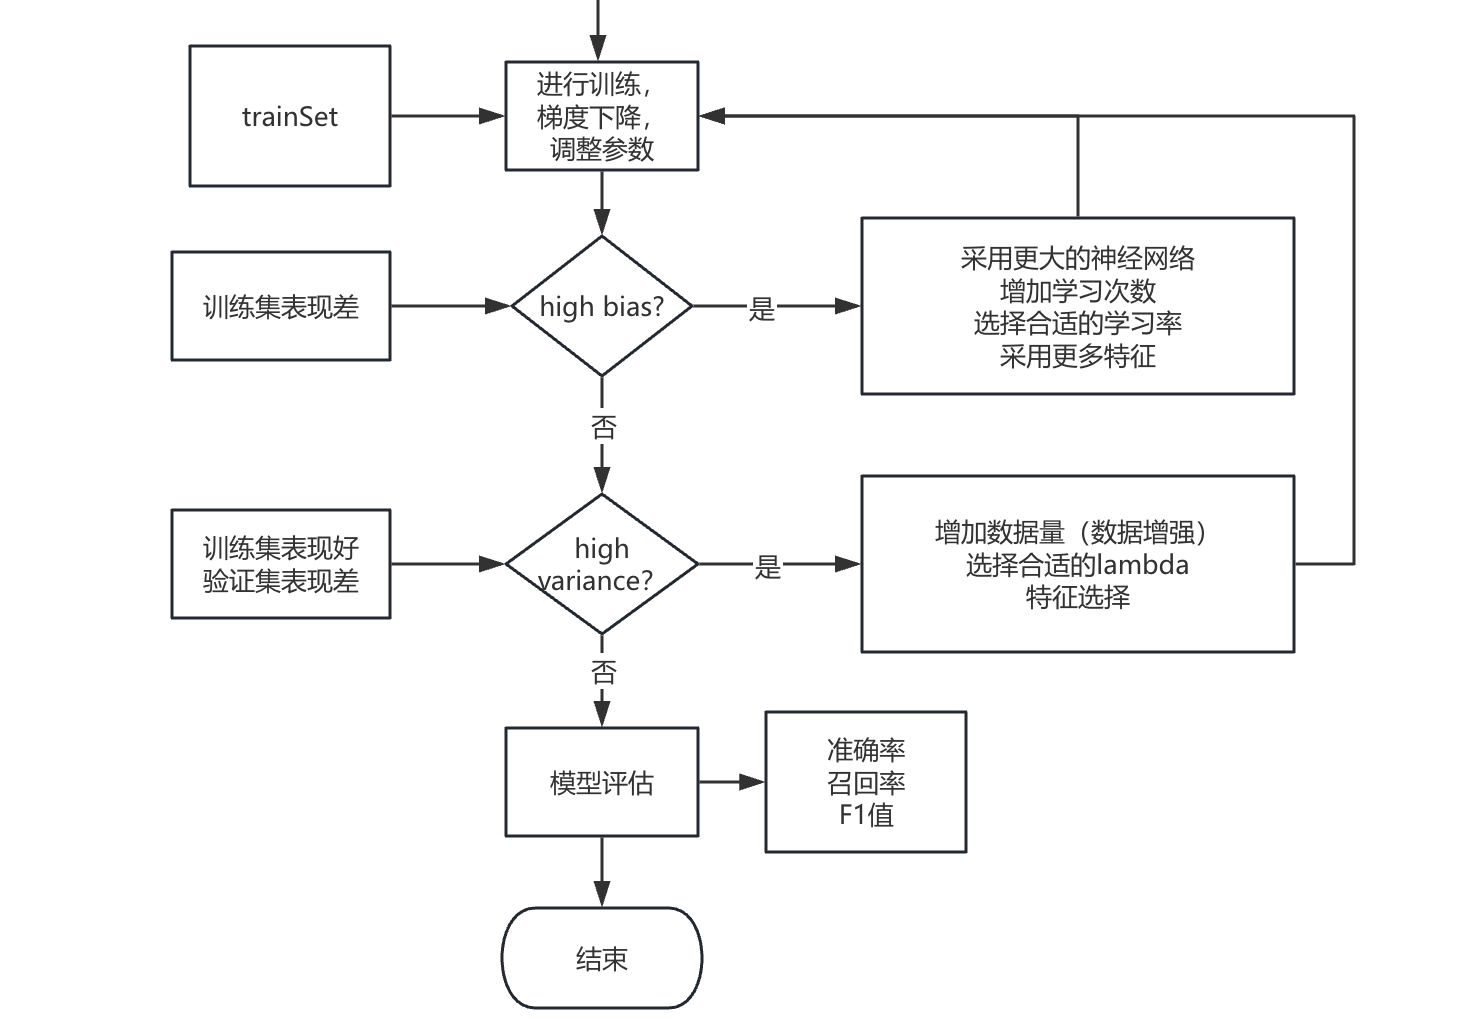 trainSet
进行训练，
梯度下降，
调整参数
训练集表现差
high bias?
是
采用更大的神经网络
增加学习次数
选择合适的学习率
采用更多特征
否
训练集表现好
验证集表现差
high
variance?
是
增加数据量（数据增强）
选择合适的lambda
特征选择
否
模型评估
准确率
召回率
F1值
结束